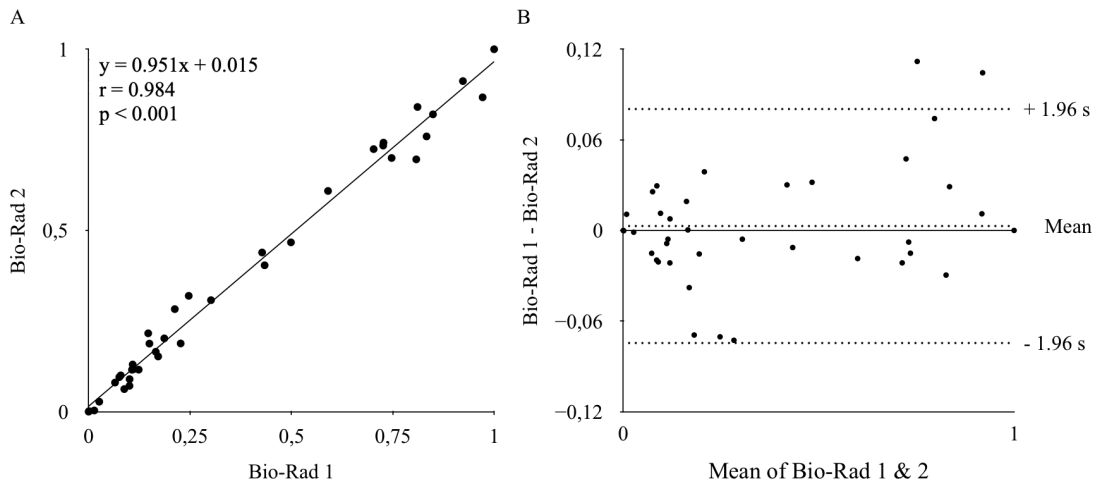 A
1
0,5
0
y = 0.951x + 0.015
r = 0.984
p < 0.001
Bio-Rad 2
0
0,25
0,5
0,75
1
Bio-Rad 1
B
0,12
0,06
0
−0,06
−0,12
Bio-Rad 1 - Bio-Rad 2
+ 1.96 s
Mean
- 1.96 s
0
1
Mean of Bio-Rad 1 & 2